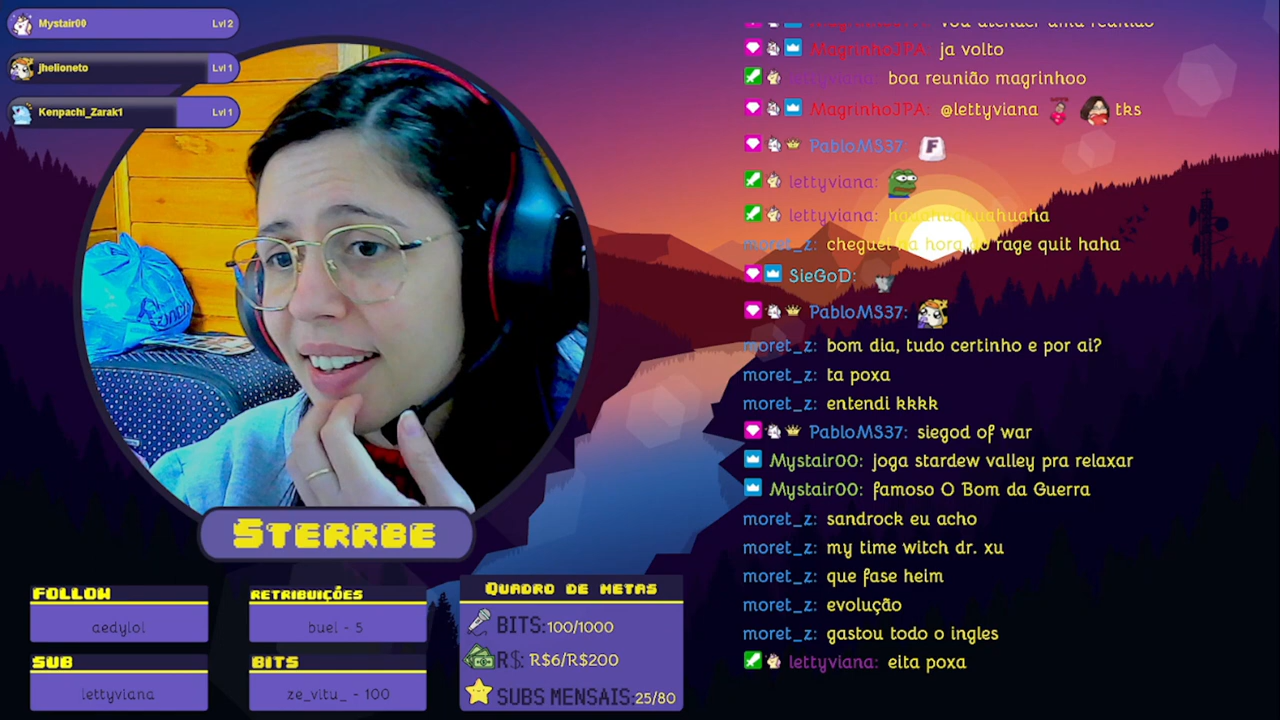 Mystair00 Lvl 2
jhelioneto Lvl 1
Kenpachi_Zarak1 Lvl 1
STERRBE
FOLLOW
aedylol
RETRIBUIÇÕES
buel - 5
SUB
lettyviana
BITS
ze_vitu_ - 100
QUADRO DE METAS
BITS:100/1000
R$: R$6/R$200
SUBS MENSAIS:25/80
MagrinhoJPA: ja volto
lettyviana: boa reunião magrinhoo
MagrinhoJPA: @lettyviana tks
PabloMS37: F
lettyviana:
lettyviana:
moret_z: cheguei na hora do rage quit haha
SieGoD:
PabloMS37:
moret_z: bom dia, tudo certinho e por ai?
moret_z: ta poxa
moret_z: entendi kkkk
PabloMS37: siegod of war
Mystair00: joga stardew valley pra relaxar
Mystair00: famoso O Bom da Guerra
moret_z: sandrock eu acho
moret_z: my time witch dr. xu
moret_z: que fase heim
moret_z: evolução
moret_z: gastou todo o ingles
lettyviana: eita poxa